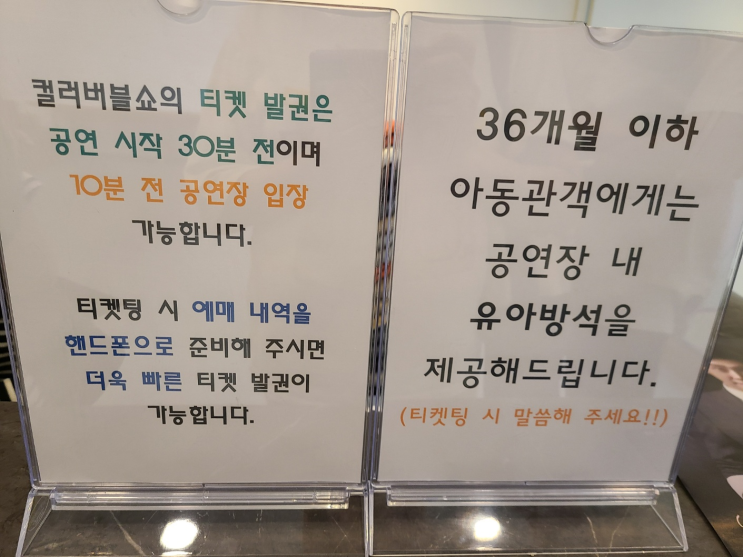 컬러버블쇼의 티켓 발권은
공연 시작 30분 전이며
10분 전 공연장 입장
가능합니다.
티켓팅 시 예매 내역을
핸드폰으로 준비해 주시면
더욱 빠른 티켓 발권이
가능합니다.
36개월 이하
아동관객에게는
공연장 내
유아방석을
제공해드립니다.
(티켓팅 시 말씀해 주세요!!)